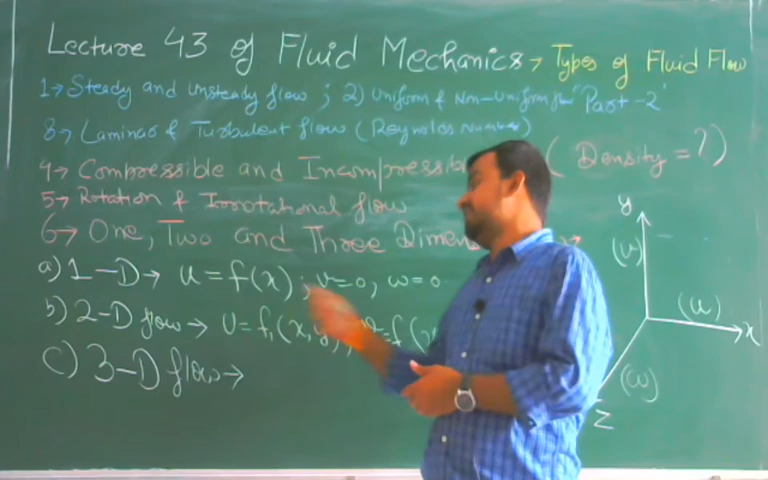 Lecture 43 of Fluid Mechanics → Types of Fluid Flow
1→ Steady and unsteady flow ; 2) Uniform & Non-Uniform flow "Part-2"
3→ Laminar & Turbulent flow (Reynolds Number)
4→ Compressible and Incompressib ( Density = ?)
5→ Rotation & Irrotational flow
6→ One, Two and Three Dimens
a) 1-D→ u = f(x) ; v=0, w=0
b) 2-D flow→ U = f₁(x,y), v=f (x
c) 3-D flow→
y
(v)
(u)
x
(w)
z